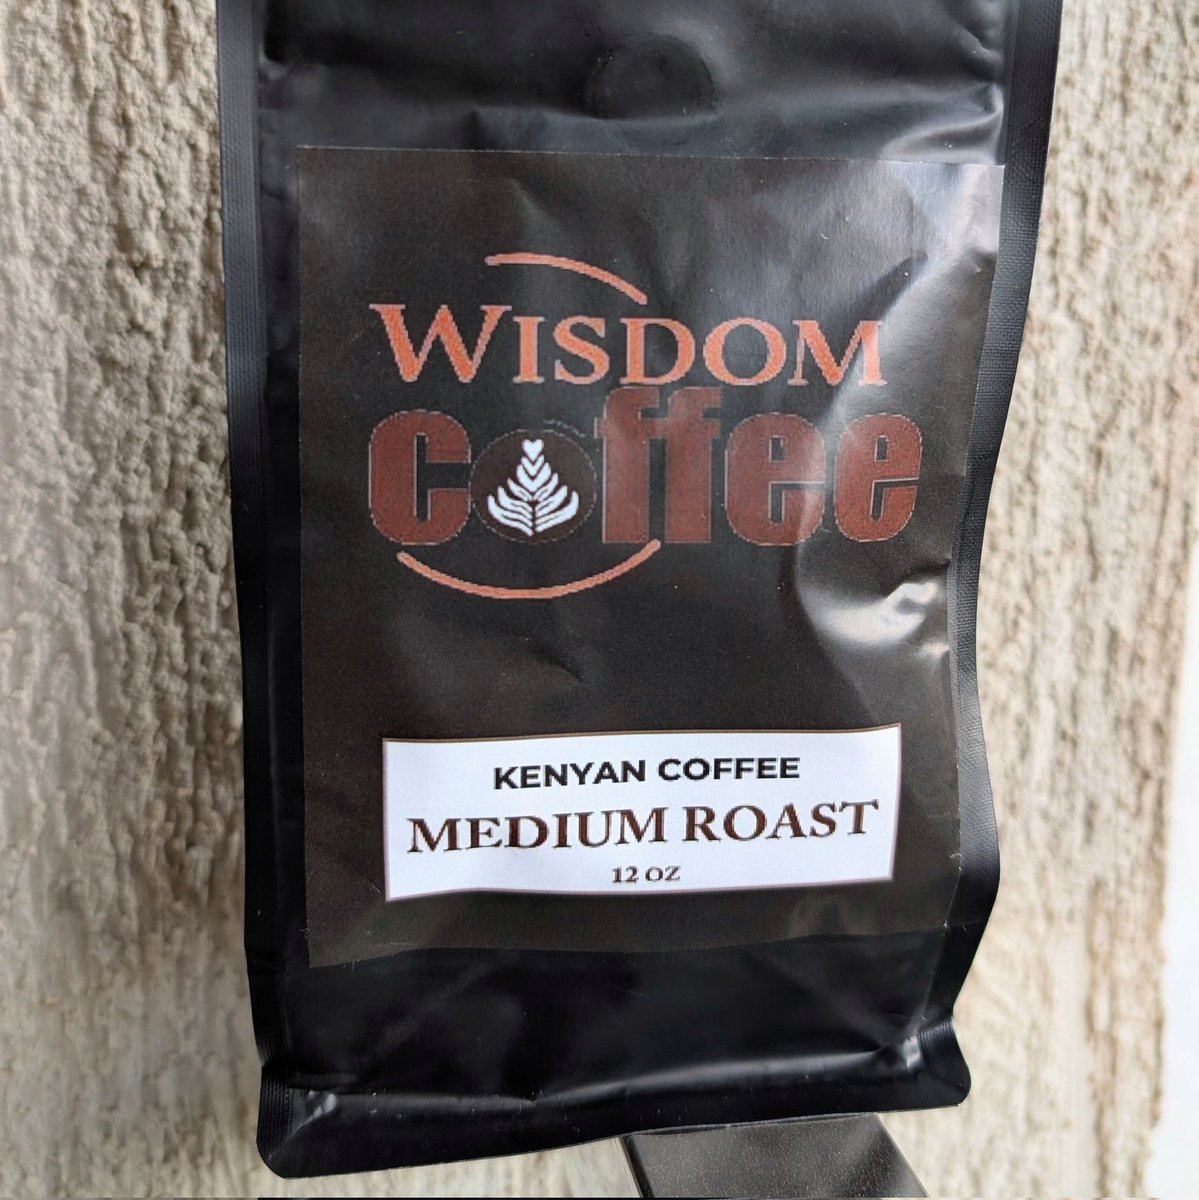 WISDOM
Coffee
KENYAN COFFEE
MEDIUM ROAST
12 OZ